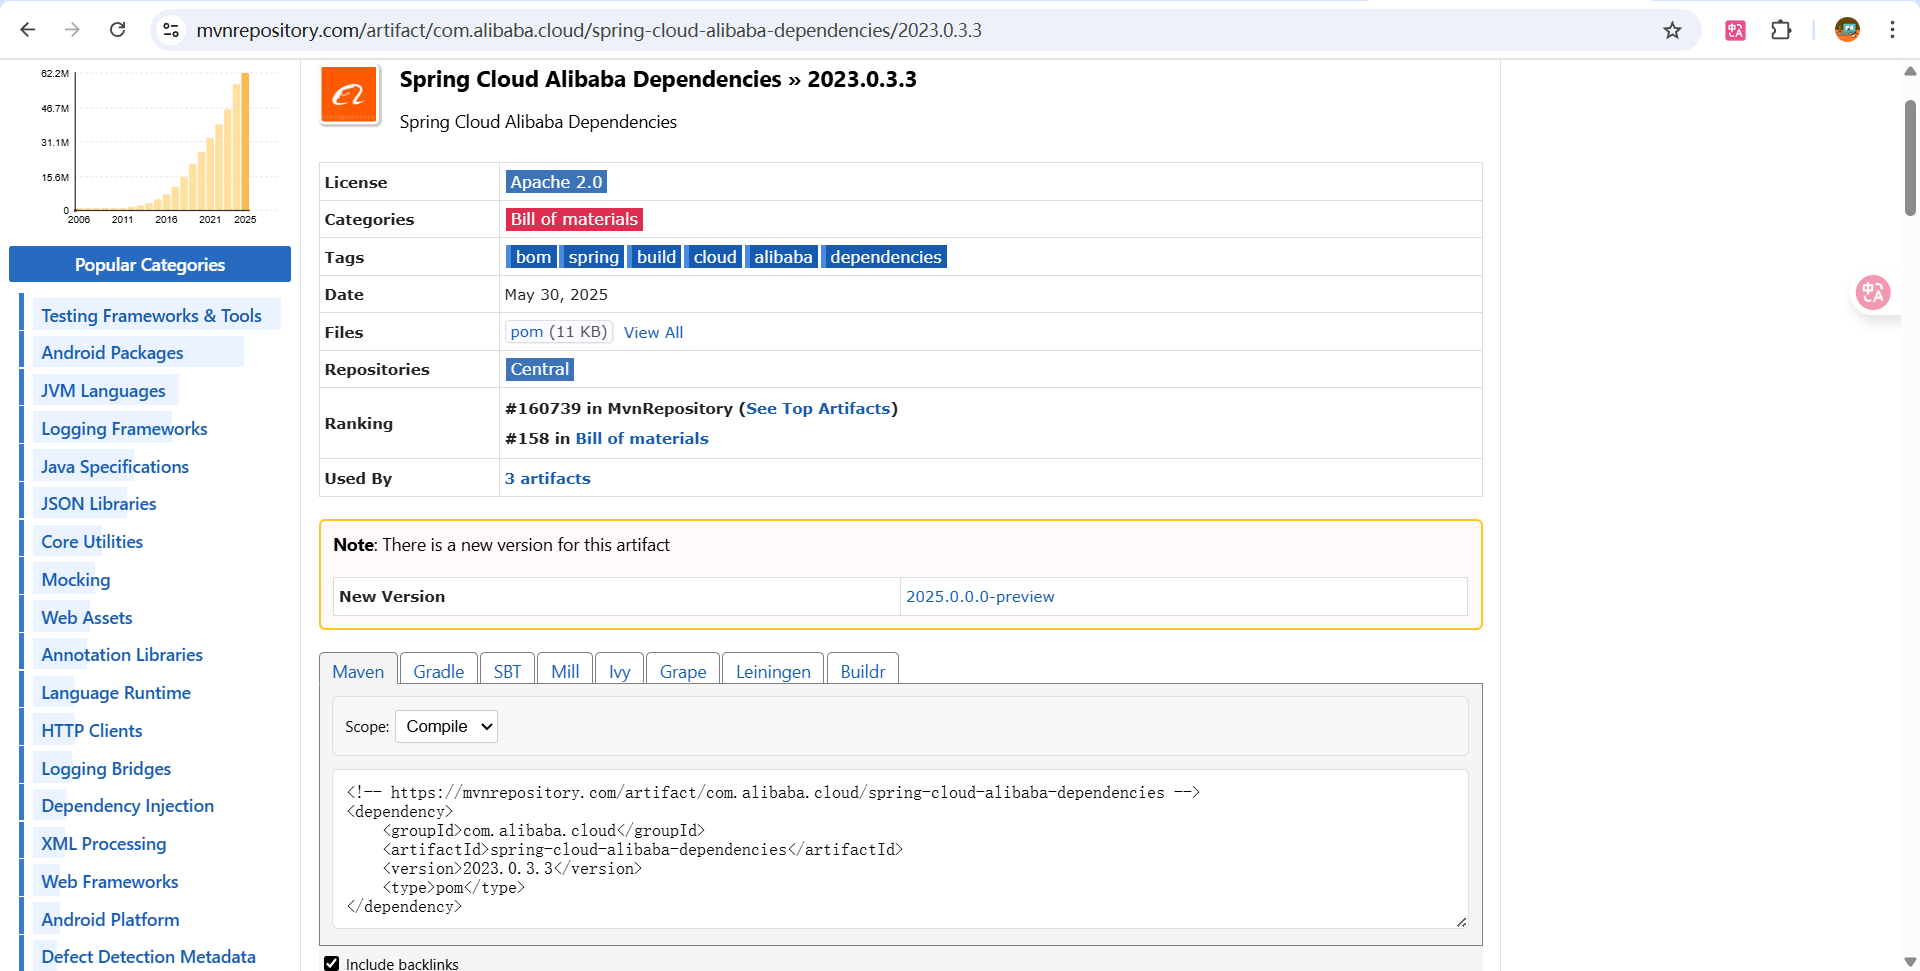 mvnrepository.com/artifact/com.alibaba.cloud/spring-cloud-alibaba-dependencies/2023.0.3.3
62.2M
46.7M
31.1M
15.6M
0
2006 2011 2016 2021 2025
Popular Categories
Testing Frameworks & Tools
Android Packages
JVM Languages
Logging Frameworks
Java Specifications
JSON Libraries
Core Utilities
Mocking
Web Assets
Annotation Libraries
Language Runtime
HTTP Clients
Logging Bridges
Dependency Injection
XML Processing
Web Frameworks
Android Platform
Defect Detection Metadata
Spring Cloud Alibaba Dependencies » 2023.0.3.3
Spring Cloud Alibaba Dependencies
License Apache 2.0
Categories Bill of materials
Tags bom spring build cloud alibaba dependencies
Date May 30, 2025
Files pom (11 KB) View All
Repositories Central
Ranking #160739 in MvnRepository (See Top Artifacts)
#158 in Bill of materials
Used By 3 artifacts
Note: There is a new version for this artifact
New Version 2025.0.0.0-preview
Maven Gradle SBT Mill Ivy Grape Leiningen Buildr
Scope: Compile
<!-- https://mvnrepository.com/artifact/com.alibaba.cloud/spring-cloud-alibaba-dependencies -->
<dependency>
    <groupId>com.alibaba.cloud</groupId>
    <artifactId>spring-cloud-alibaba-dependencies</artifactId>
    <version>2023.0.3.3</version>
    <type>pom</type>
</dependency>
Include backlinks